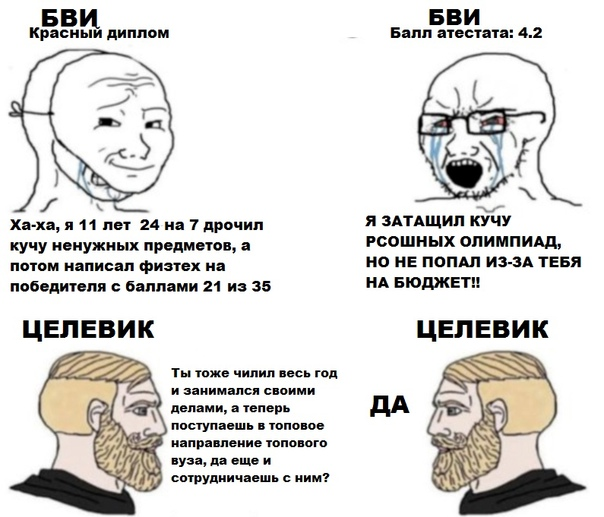 БВИ
Красный диплом
БВИ
Балл атестата: 4.2
Ха-ха, я 11 лет 24 на 7 дрочил
кучу ненужных предметов, а
потом написал физтех на
победителя с баллами 21 из 35
Я ЗАТАЩИЛ КУЧУ
РСОШНЫХ ОЛИМПИАД,
НО НЕ ПОПАЛ ИЗ-ЗА ТЕБЯ
НА БЮДЖЕТ!!
ЦЕЛЕВИК
ЦЕЛЕВИК
Ты тоже чилил весь год
и занимался своими
делами, а теперь
поступаешь в топовое
направление топового
вуза, да еще и
сотрудничаешь с ним?
ДА